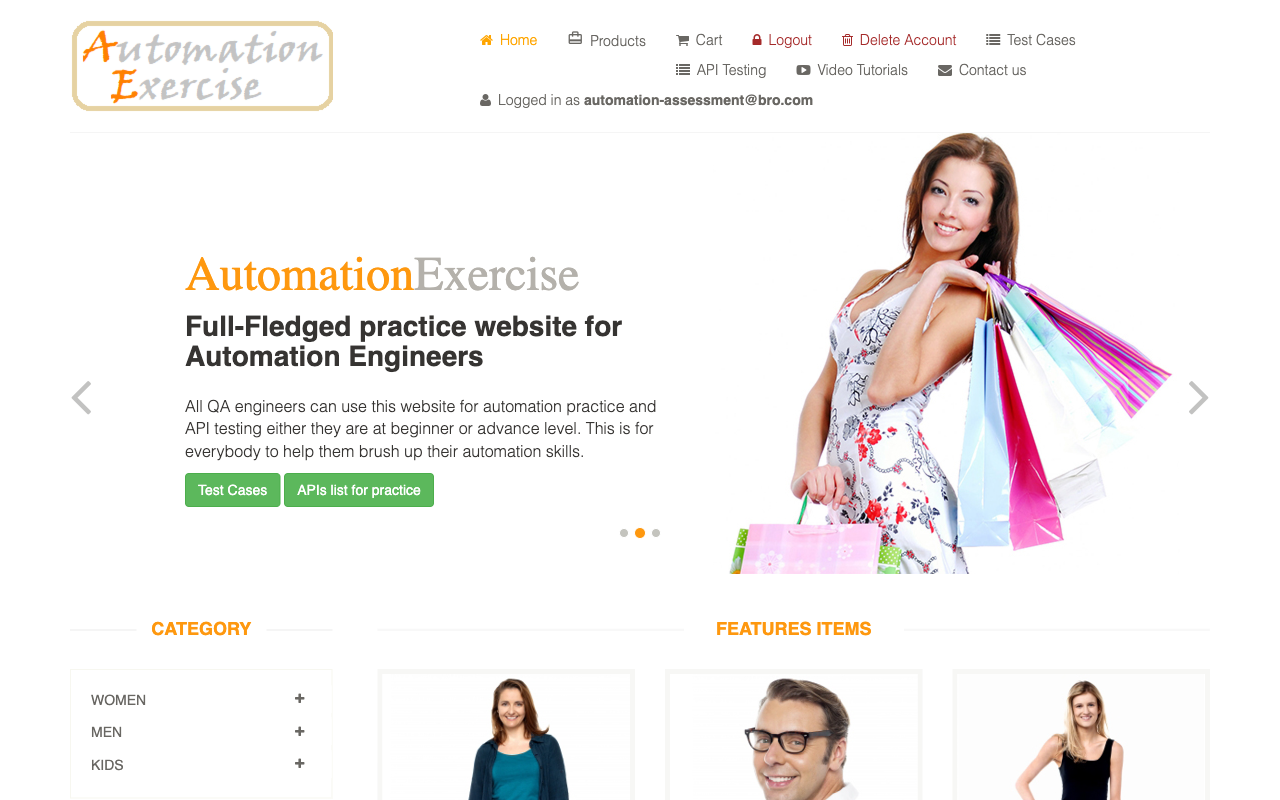 Automation
Exercise
Home Products Cart Logout Delete Account Test Cases
API Testing Video Tutorials Contact us
Logged in as automation-assessment@bro.com
AutomationExercise
Full-Fledged practice website for
Automation Engineers
All QA engineers can use this website for automation practice and
API testing either they are at beginner or advance level. This is for
everybody to help them brush up their automation skills.
Test Cases APIs list for practice
CATEGORY
FEATURES ITEMS
WOMEN
MEN
KIDS